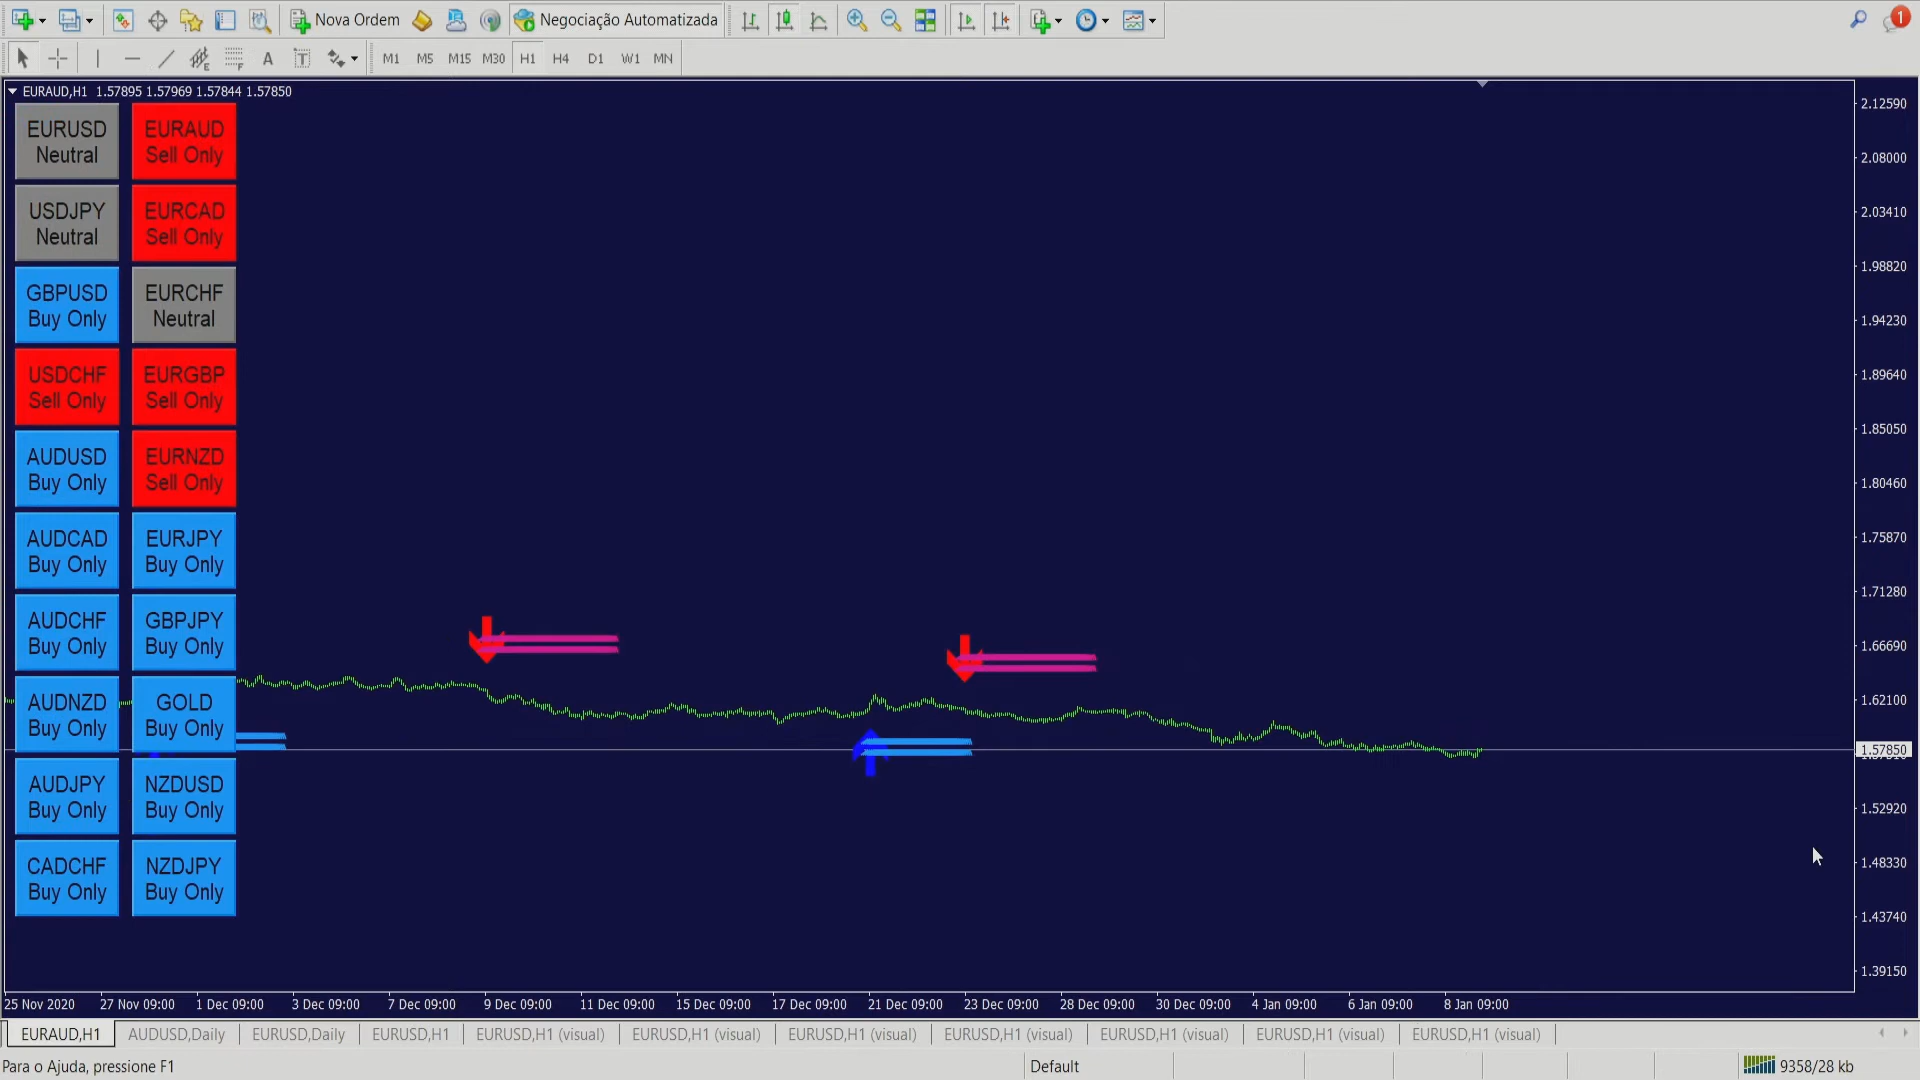 Nova Ordem
Negociação Automatizada
1
A
T
E
F
M1 M5 M15 M30 H1 H4 D1 W1 MN
EURAUD,H1 1.57895 1.57969 1.57844 1.57850
EURUSD
Neutral
EURAUD
Sell Only
USDJPY
Neutral
EURCAD
Sell Only
GBPUSD
Buy Only
EURCHF
Neutral
USDCHF
Sell Only
EURGBP
Sell Only
AUDUSD
Buy Only
EURNZD
Sell Only
AUDCAD
Buy Only
EURJPY
Buy Only
AUDCHF
Buy Only
GBPJPY
Buy Only
AUDNZD
Buy Only
GOLD
Buy Only
AUDJPY
Buy Only
NZDUSD
Buy Only
CADCHF
Buy Only
NZDJPY
Buy Only
2.12590
2.08000
2.03410
1.98820
1.94230
1.89640
1.85050
1.80460
1.75870
1.71280
1.66690
1.62100
1.57850
1.52920
1.48330
1.43740
1.39150
25 Nov 2020 27 Nov 09:00 1 Dec 09:00 3 Dec 09:00 7 Dec 09:00 9 Dec 09:00 11 Dec 09:00 15 Dec 09:00 17 Dec 09:00 21 Dec 09:00 23 Dec 09:00 28 Dec 09:00 30 Dec 09:00 4 Jan 09:00 6 Jan 09:00 8 Jan 09:00
EURAUD,H1 AUDUSD,Daily EURUSD,Daily EURUSD,H1 EURUSD,H1 (visual) EURUSD,H1 (visual) EURUSD,H1 (visual) EURUSD,H1 (visual) EURUSD,H1 (visual) EURUSD,H1 (visual) EURUSD,H1 (visual)
Para o Ajuda, pressione F1
Default
9358/28 kb